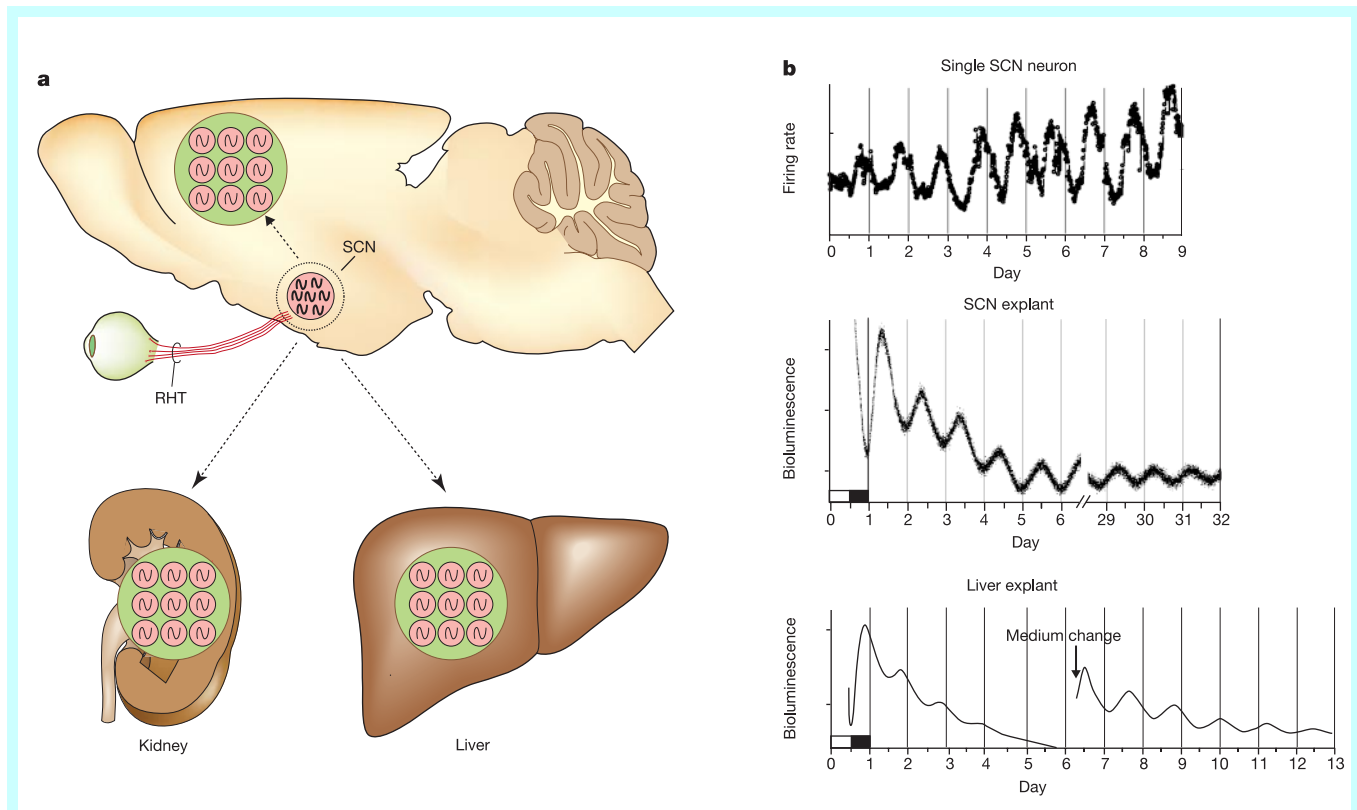 a
SCN
RHT
Kidney
Liver
b
Single SCN neuron
Firing rate
0 1 2 3 4 5 6 7 8 9
Day
SCN explant
Bioluminescence
0 1 2 3 4 5 6 29 30 31 32
Day
Liver explant
Medium change
Bioluminescence
0 1 2 3 4 5 6 7 8 9 10 11 12 13
Day